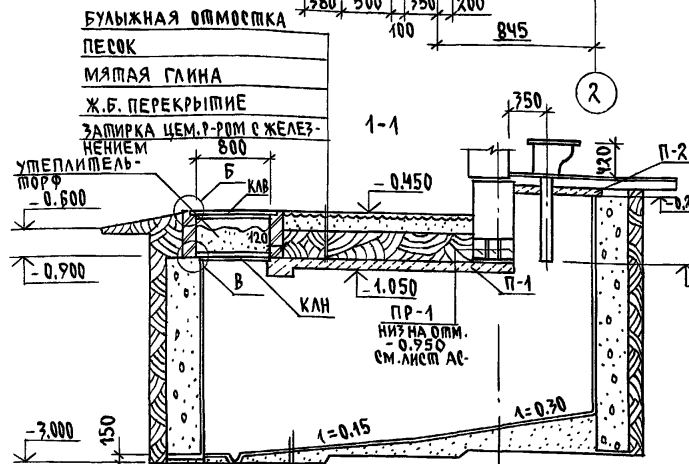 380 500 350 200
100
845
БУЛЫЖНАЯ ОТМОСТКА
ПЕСОК
МЯТАЯ ГЛИНА
Ж.Б. ПЕРЕКРЫТИЕ
ЗАТИРКА ЦЕМ.Р-РОМ С ЖЕЛЕЗ-
НЕНИЕМ
800
1-1
350
2
420
П-2
УТЕПЛИТЕЛЬ-
ТОРФ
Б
КЛВ
-0.600
-0.450
120
-0.900
В
КЛН
-1.050
П-1
ПР-1
НИЗ НА ОТМ.
-0.950
СМ.ЛИСТ АС-
-3.000
150
i=0.15
i=0.30